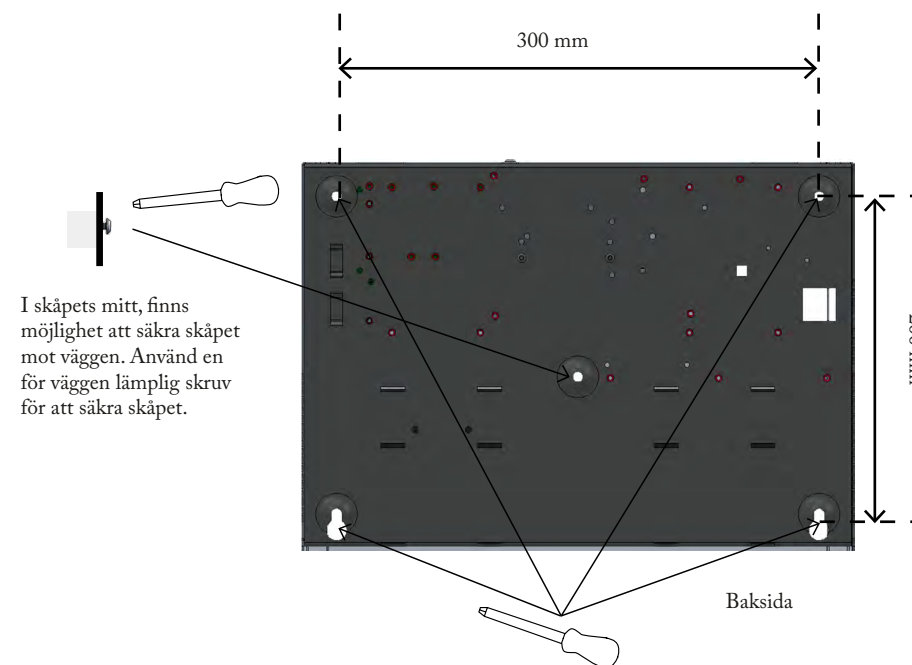 300 mm
I skåpets mitt, finns
möjlighet att säkra skåpet
mot väggen. Använd en
för väggen lämplig skruv
för att säkra skåpet.
Baksida